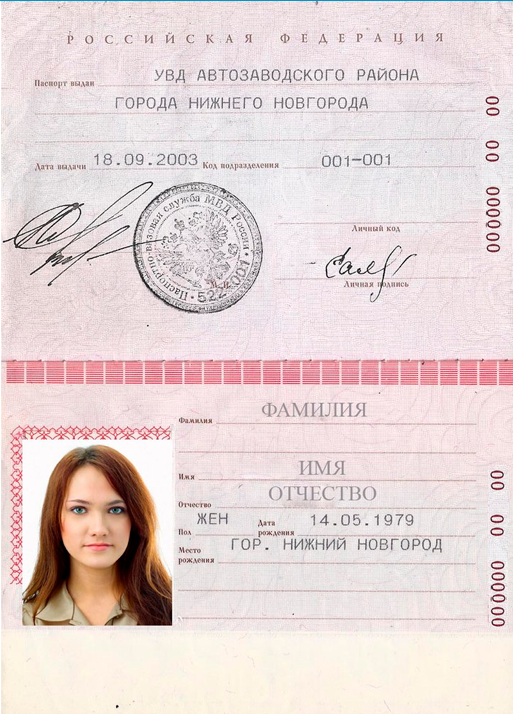 РОССИЙСКАЯ ФЕДЕРАЦИЯ
Паспорт выдан УВД АВТОЗАВОДСКОГО РАЙОНА
ГОРОДА НИЖНЕГО НОВГОРОДА
Дата выдачи 18.09.2003 Код подразделения 001-001
00 00 000000
Паспортно-визовая служба МВД России • 522-001
Личный код
М.П.
Личная подпись
Фамилия ФАМИЛИЯ
Имя ИМЯ
Отчество ОТЧЕСТВО
Пол ЖЕН Дата рождения 14.05.1979
Место рождения ГОР. НИЖНИЙ НОВГОРОД
00 00 000000